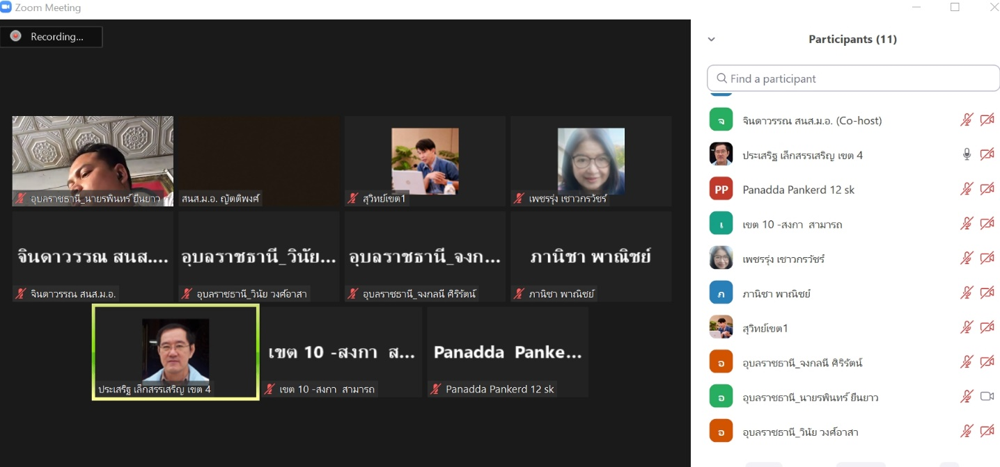 Zoom Meeting
Recording...
อุบลราชธานี_นายรพินทร์ ยืนยาว
สนส.ม.อ. ญัตติพงศ์
สุวิทย์เขต1
เพชรรุ่ง เชาวกรวัชร์
จินดาวรรณ สนส....
อุบลราชธานี_วินัย...
อุบลราชธานี_จงก...
ภานิชา พาณิชย์
จินดาวรรณ สนส.ม.อ.
อุบลราชธานี_วินัย วงศ์อาสา
อุบลราชธานี_จงกลนี ศิริรัตน์
ภานิชา พาณิชย์
เขต 10 -สงกา ส...
Panadda Panke...
ประเสริฐ เล็กสรรเสริญ เขต 4
เขต 10 -สงกา สามารถ
Panadda Pankerd 12 sk
Participants (11)
Find a participant
จ จินดาวรรณ สนส.ม.อ. (Co-host)
ประเสริฐ เล็กสรรเสริญ เขต 4
PP Panadda Pankerd 12 sk
เ เขต 10 -สงกา สามารถ
เพชรรุ่ง เชาวกรวัชร์
ภ ภานิชา พาณิชย์
สุวิทย์เขต1
อ อุบลราชธานี_จงกลนี ศิริรัตน์
อ อุบลราชธานี_นายรพินทร์ ยืนยาว
อ อุบลราชธานี_วินัย วงศ์อาสา